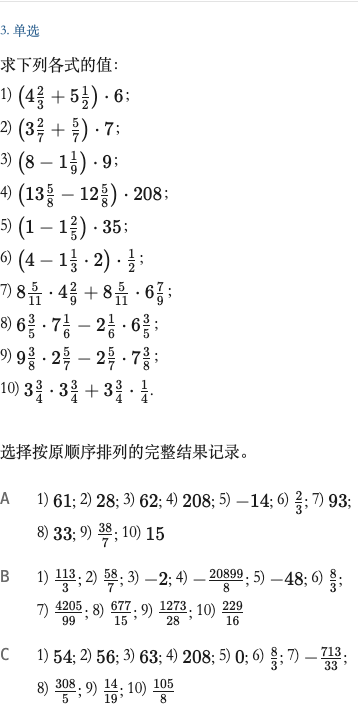 3. 单选
求下列各式的值：
1) (4 2/3 + 5 1/2) · 6;
2) (3 2/7 + 5/7) · 7;
3) (8 − 1 1/9) · 9;
4) (13 5/8 − 12 5/8) · 208;
5) (1 − 1 2/5) · 35;
6) (4 − 1 1/3 · 2) · 1/2;
7) 8 5/11 · 4 2/9 + 8 5/11 · 6 7/9;
8) 6 3/5 · 7 1/6 − 2 1/6 · 6 3/5;
9) 9 3/8 · 2 5/7 − 2 5/7 · 7 3/8;
10) 3 3/4 · 3 3/4 + 3 3/4 · 1/4.
选择按原顺序排列的完整结果记录。
A 1) 61; 2) 28; 3) 62; 4) 208; 5) −14; 6) 2/3; 7) 93;
8) 33; 9) 38/7; 10) 15
B 1) 113/3; 2) 58/7; 3) −2; 4) −20899/8; 5) −48; 6) 8/3;
7) 4205/99; 8) 677/15; 9) 1273/28; 10) 229/16
C 1) 54; 2) 56; 3) 63; 4) 208; 5) 0; 6) 8/3; 7) −713/33;
8) 308/5; 9) 14/19; 10) 105/8